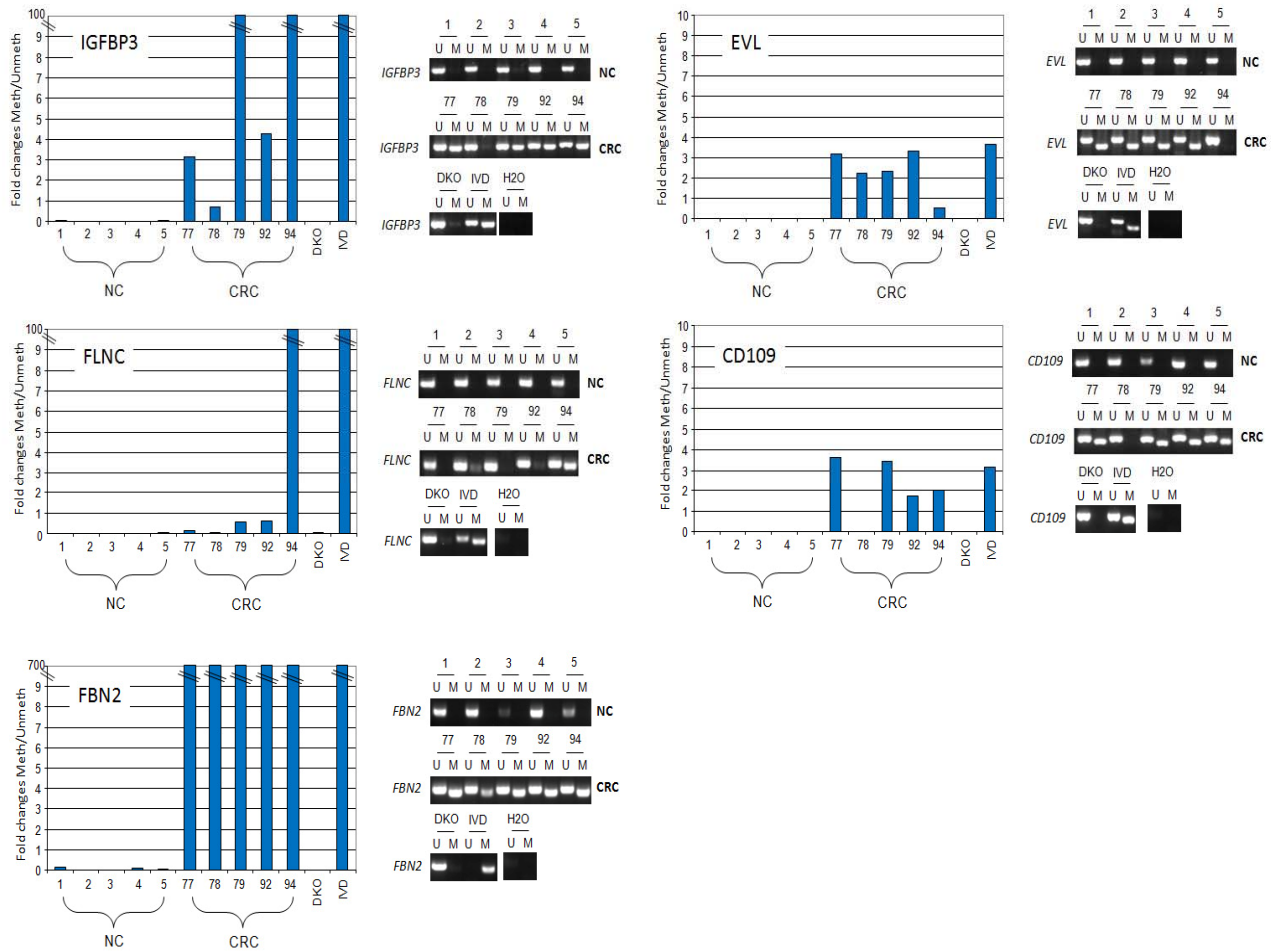 Fold changes Meth/Unmeth
100
9
8
7
6
5
4
3
2
1
0
IGFBP3
1 2 3 4 5 77 78 79 92 94 DKO IVD
NC CRC
1 2 3 4 5
U M U M U M U M U M
IGFBP3 NC
77 78 79 92 94
U M U M U M U M U M
IGFBP3 CRC
DKO IVD H2O
U M U M U M
IGFBP3
Fold changes Meth/Unmeth
10
9
8
7
6
5
4
3
2
1
0
EVL
1 2 3 4 5 77 78 79 92 94 DKO IVD
NC CRC
1 2 3 4 5
U M U M U M U M U M
EVL NC
77 78 79 92 94
U M U M U M U M U M
EVL CRC
DKO IVD H2O
U M U M U M
EVL
Fold changes Meth/Unmeth
100
9
8
7
6
5
4
3
2
1
0
FLNC
1 2 3 4 5 77 78 79 92 94 DKO IVD
NC CRC
1 2 3 4 5
U M U M U M U M U M
FLNC NC
77 78 79 92 94
U M U M U M U M U M
FLNC CRC
DKO IVD H2O
U M U M U M
FLNC
Fold changes Meth/Unmeth
10
9
8
7
6
5
4
3
2
1
0
CD109
1 2 3 4 5 77 78 79 92 94 DKO IVD
NC CRC
1 2 3 4 5
U M U M U M U M U M
CD109 NC
77 78 79 92 94
U M U M U M U M U M
CD109 CRC
DKO IVD H2O
U M U M U M
CD109
Fold changes Meth/Unmeth
700
9
8
7
6
5
4
3
2
1
0
FBN2
1 2 3 4 5 77 78 79 92 94 DKO IVD
NC CRC
1 2 3 4 5
U M U M U M U M U M
FBN2 NC
77 78 79 92 94
U M U M U M U M U M
FBN2 CRC
DKO IVD H2O
U M U M U M
FBN2